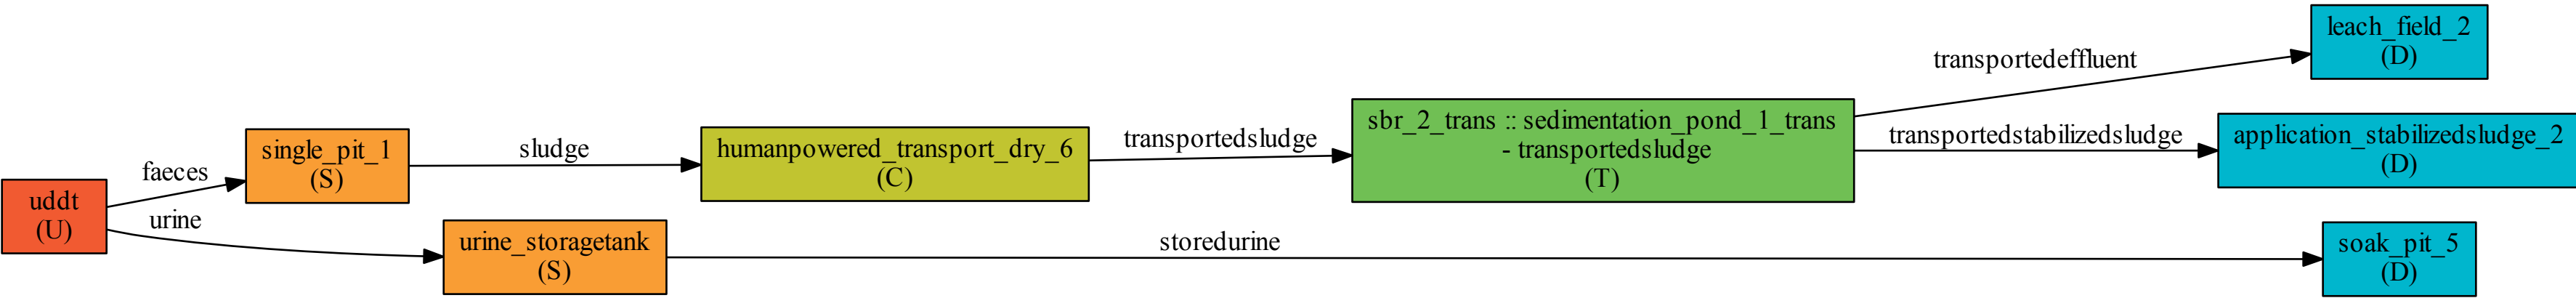 uddt
(U)
faeces
urine
single_pit_1
(S)
sludge
urine_storagetank
(S)
humanpowered_transport_dry_6
(C)
storedurine
transportedsludge
sbr_2_trans :: sedimentation_pond_1_trans
- transportedsludge
(T)
transportedeffluent
transportedstabilizedsludge
leach_field_2
(D)
application_stabilizedsludge_2
(D)
soak_pit_5
(D)